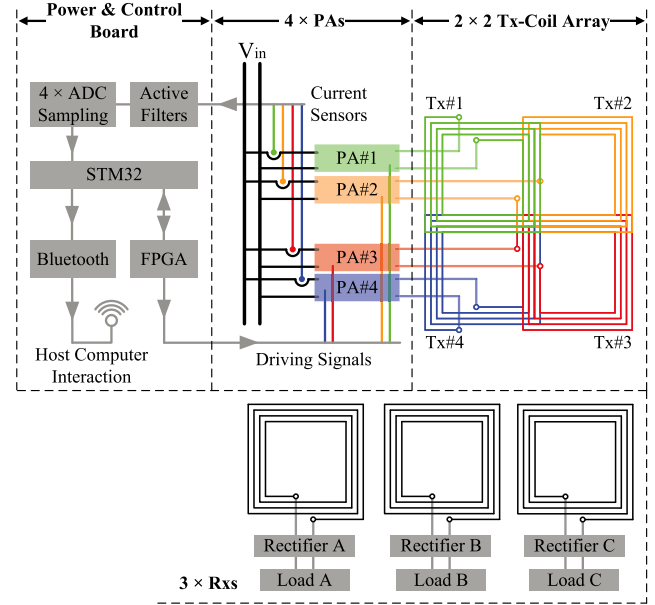 Power & Control
Board
4 × PAs
2 × 2 Tx-Coil Array
Vin
4 × ADC
Sampling
Active
Filters
Current
Sensors
Tx#1
Tx#2
PA#1
STM32
PA#2
Bluetooth
FPGA
PA#3
PA#4
Host Computer
Interaction
Driving Signals
Tx#4
Tx#3
Rectifier A
Rectifier B
Rectifier C
3 × Rxs
Load A
Load B
Load C